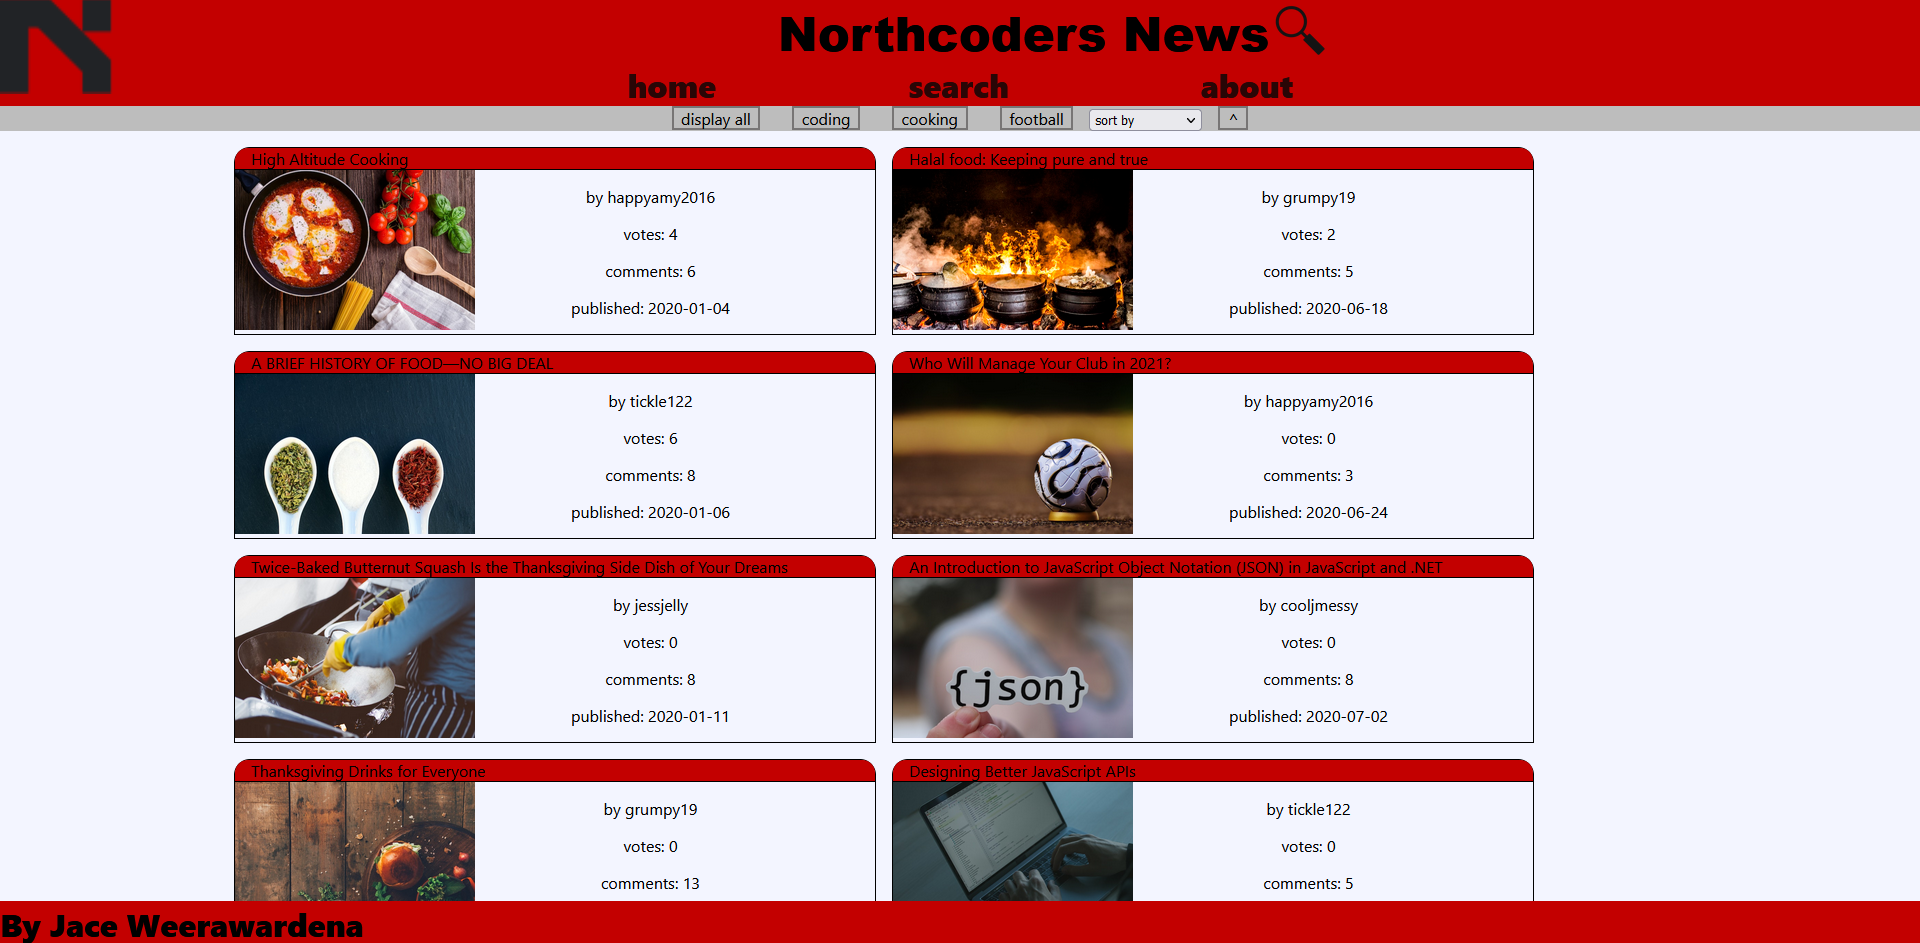 Northcoders News
home search about
display all coding cooking football sort by ^
High Altitude Cooking
by happyamy2016
votes: 4
comments: 6
published: 2020-01-04
Halal food: Keeping pure and true
by grumpy19
votes: 2
comments: 5
published: 2020-06-18
A BRIEF HISTORY OF FOOD—NO BIG DEAL
by tickle122
votes: 6
comments: 8
published: 2020-01-06
Who Will Manage Your Club in 2021?
by happyamy2016
votes: 0
comments: 3
published: 2020-06-24
Twice-Baked Butternut Squash Is the Thanksgiving Side Dish of Your Dreams
by jessjelly
votes: 0
comments: 8
published: 2020-01-11
An Introduction to JavaScript Object Notation (JSON) in JavaScript and .NET
{json}
by cooljmessy
votes: 0
comments: 8
published: 2020-07-02
Thanksgiving Drinks for Everyone
by grumpy19
votes: 0
comments: 13
Designing Better JavaScript APIs
by tickle122
votes: 0
comments: 5
By Jace Weerawardena